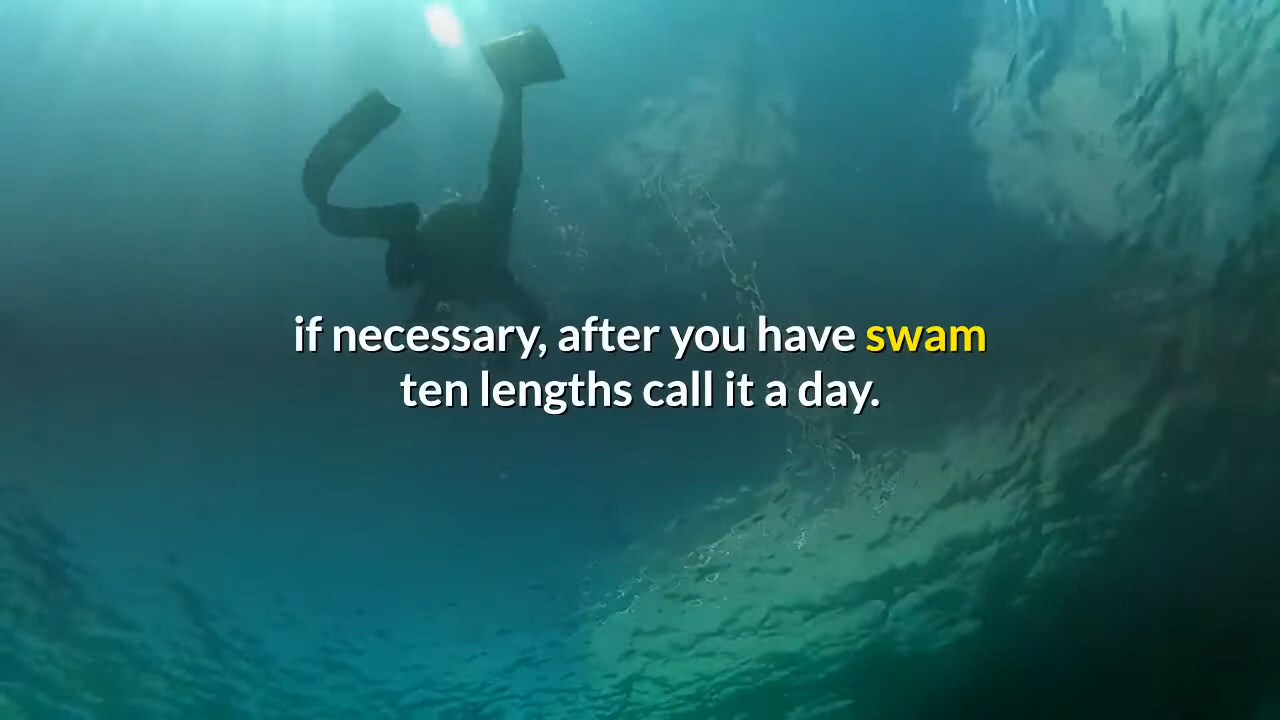 if necessary, after you have swam
ten lengths call it a day.